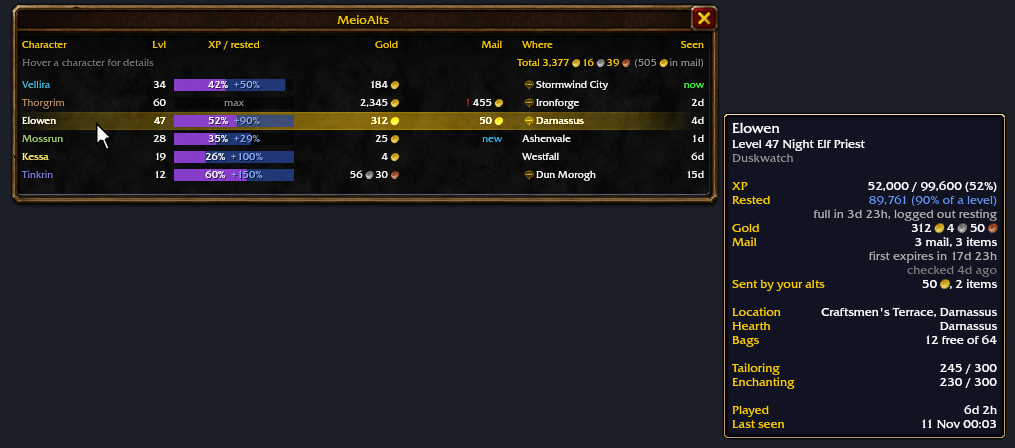 MeioAlts
Character Lvl XP / rested Gold Mail Where Seen
Hover a character for details Total 3,377 16 39 (505 in mail)
Vellira 34 42% +50% 184 Stormwind City now
Thorgrim 60 max 2,345 ! 455 Ironforge 2d
Elowen 47 52% +90% 312 50 Darnassus 4d
Mossrun 28 35% +29% 25 new Ashenvale 1d
Kessa 19 26% +100% 4 Westfall 6d
Tinkrin 12 60% +150% 56 30 Dun Morogh 15d
Elowen
Level 47 Night Elf Priest
Duskwatch
XP 52,000 / 99,600 (52%)
Rested 89,761 (90% of a level)
full in 3d 23h, logged out resting
Gold 312 4 50
Mail 3 mail, 3 items
first expires in 17d 23h
checked 4d ago
Sent by your alts 50, 2 items
Location Craftsmen's Terrace, Darnassus
Hearth Darnassus
Bags 12 free of 64
Tailoring 245 / 300
Enchanting 230 / 300
Played 6d 2h
Last seen 11 Nov 00:03